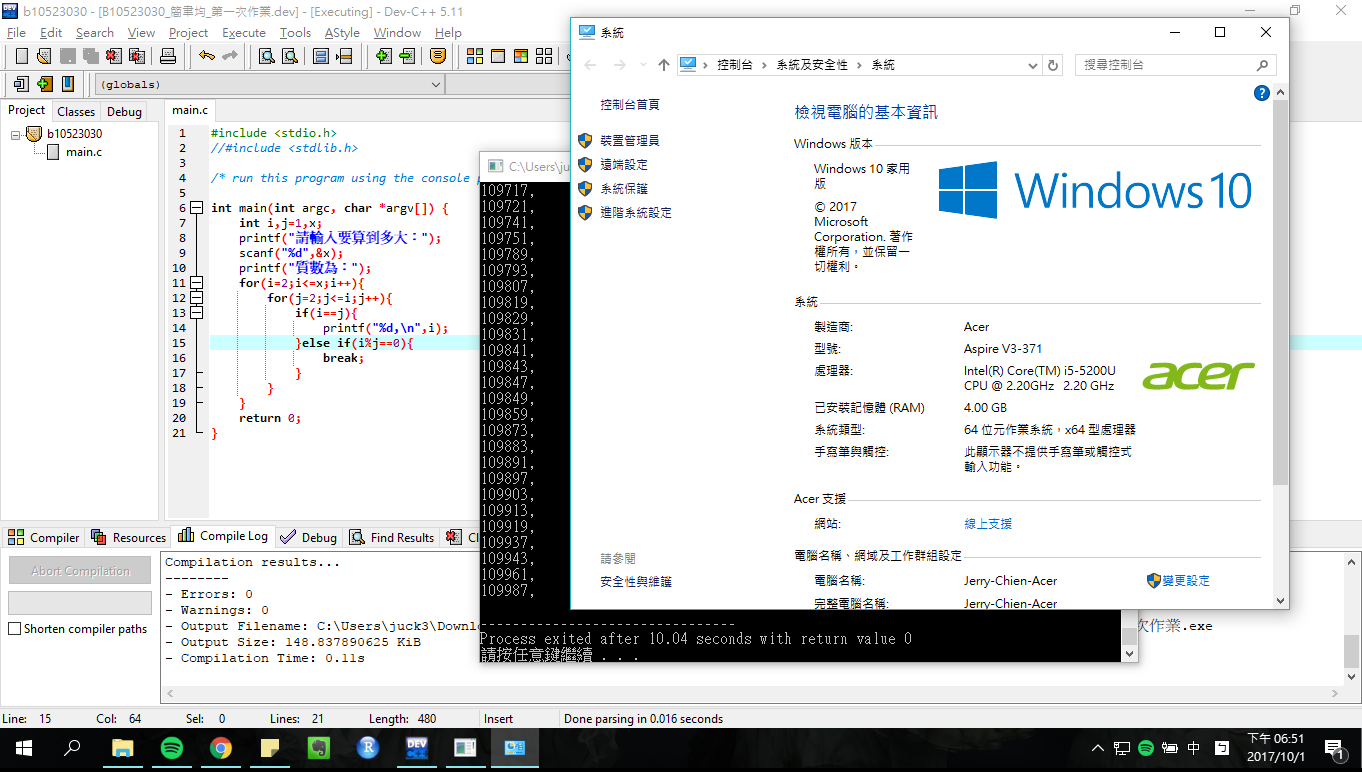 b10523030 - [B10523030_簡聿均_第一次作業.dev] - [Executing] - Dev-C++ 5.11
File Edit Search View Project Execute Tools AStyle Window Help
(globals)
Project Classes Debug
b10523030
main.c
main.c
1 #include <stdio.h>
2 //#include <stdlib.h>
3
4 /* run this program using the console
5
6 int main(int argc, char *argv[]) {
7 int i,j=1,x;
8 printf("請輸入要算到多大：");
9 scanf("%d",&x);
10 printf("質數為：");
11 for(i=2;i<=x;i++){
12 for(j=2;j<=i;j++){
13 if(i==j){
14 printf("%d,\n",i);
15 }else if(i%j==0){
16 break;
17 }
18 }
19 }
20 return 0;
21 }
C:\Users\ju
109717,
109721,
109741,
109751,
109789,
109793,
109807,
109819,
109829,
109831,
109841,
109843,
109847,
109849,
109859,
109873,
109883,
109891,
109897,
109903,
109913,
109919,
109937,
109943,
109961,
109987,
--------------------------------
Process exited after 10.04 seconds with return value 0
請按任意鍵繼續 . . .
系統
控制台 › 系統及安全性 › 系統
搜尋控制台
控制台首頁
裝置管理員
遠端設定
系統保護
進階系統設定
請參閱
安全性與維護
檢視電腦的基本資訊
Windows 版本
Windows 10 家用
版
© 2017
Microsoft
Corporation. 著作
權所有，並保留一
切權利。
Windows 10
系統
製造商: Acer
型號: Aspire V3-371
處理器: Intel(R) Core(TM) i5-5200U
CPU @ 2.20GHz 2.20 GHz
acer
已安裝記憶體 (RAM) 4.00 GB
系統類型: 64 位元作業系統，x64 型處理器
手寫筆與觸控: 此顯示器不提供手寫筆或觸控式
輸入功能。
Acer 支援
網站: 線上支援
電腦名稱、網域及工作群組設定
電腦名稱: Jerry-Chien-Acer 變更設定
完整電腦名稱: Jerry-Chien-Acer
Compiler Resources Compile Log Debug Find Results Cl
Abort Compilation
Shorten compiler paths
Compilation results...
--------
- Errors: 0
- Warnings: 0
- Output Filename: C:\Users\juck3\Downl
次作業.exe
- Output Size: 148.837890625 KiB
- Compilation Time: 0.11s
Line: 15 Col: 64 Sel: 0 Lines: 21 Length: 480 Insert Done parsing in 0.016 seconds
DEV
中
下午 06:51
2017/10/1
1